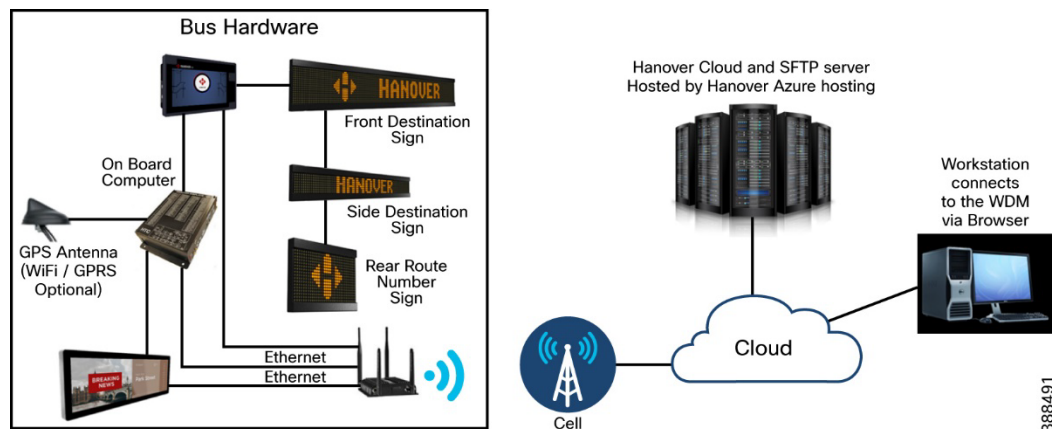 Bus Hardware
HANOVER
Front Destination
Sign
On Board
Computer
HANOVER
Side Destination
Sign
GPS Antenna
(WiFi / GPRS
Optional)
Rear Route
Number
Sign
Ethernet
Ethernet
BREAKING
NEWS
Hanover Cloud and SFTP server
Hosted by Hanover Azure hosting
Workstation
connects
to the WDM
via Browser
Cloud
Cell
388491